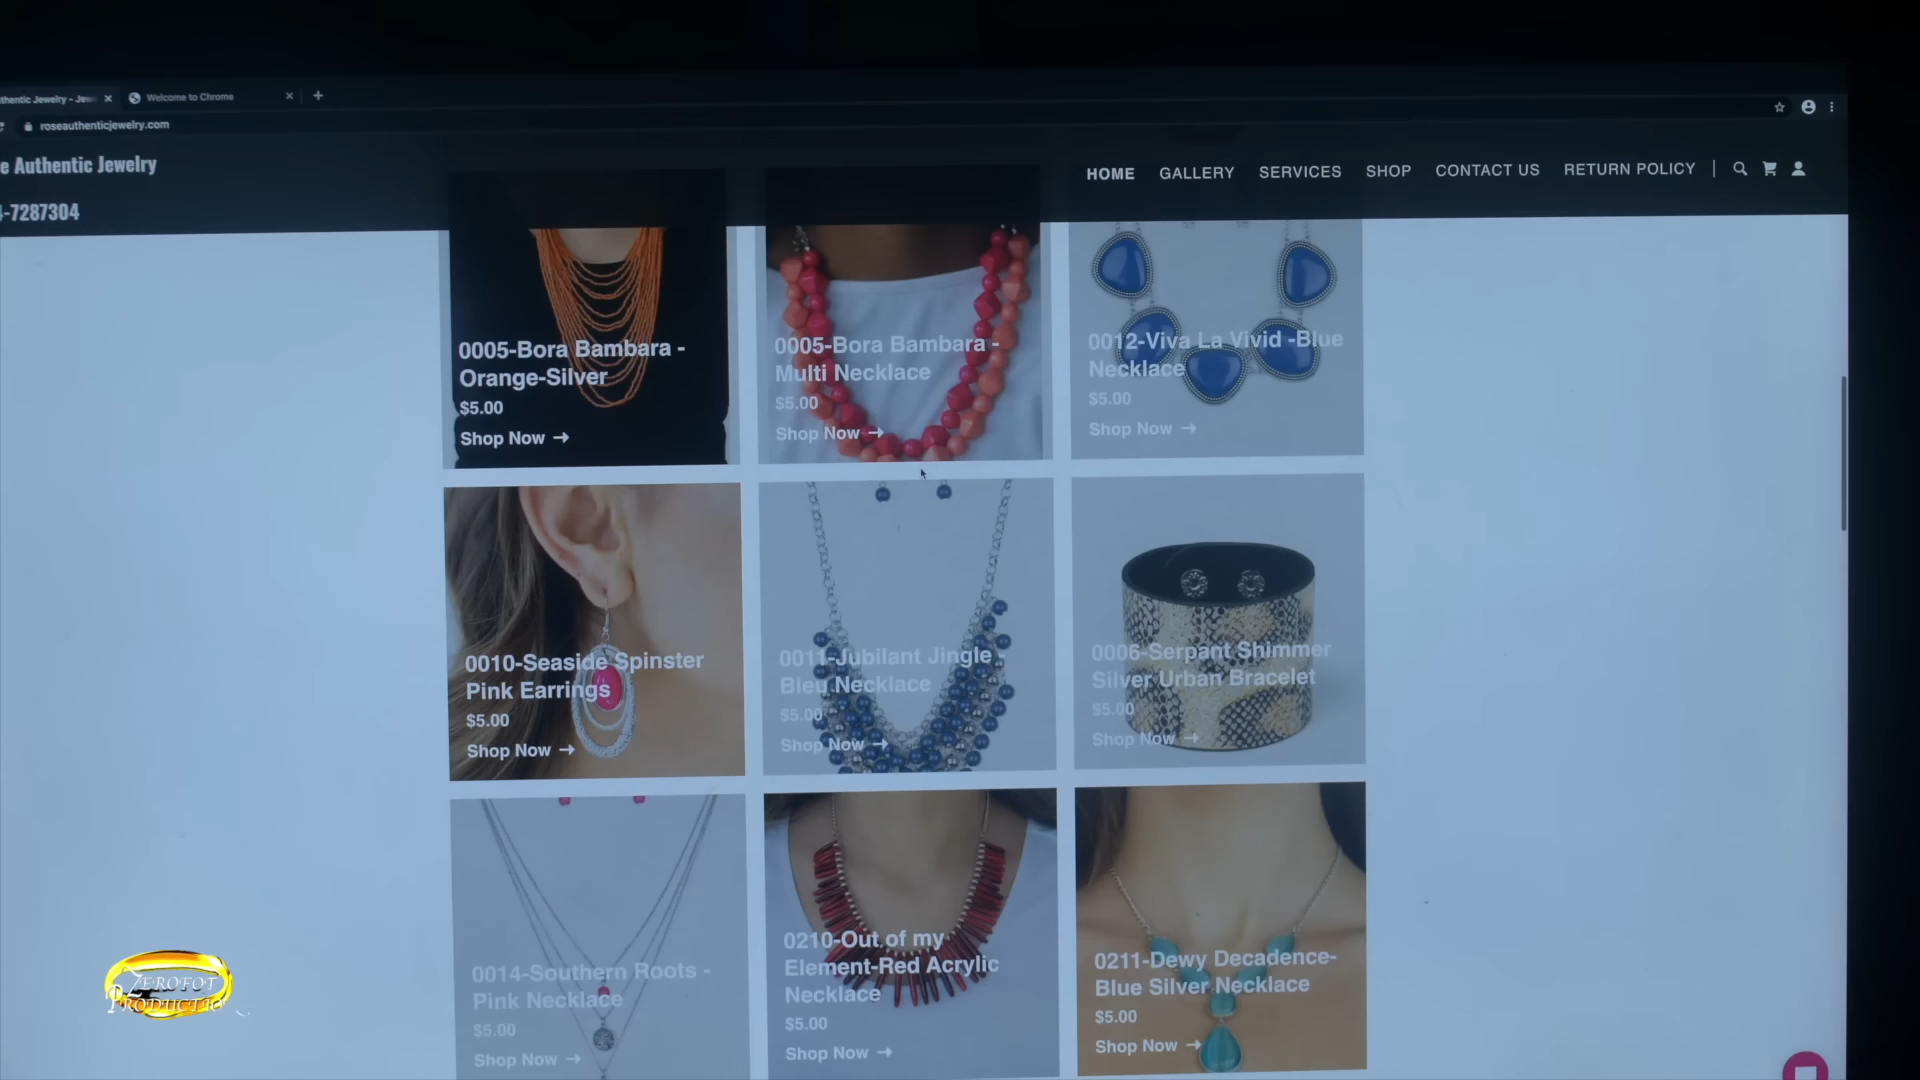 thentic Jewelry - Jew
Welcome to Chrome
roseauthenticjewelry.com
e Authentic Jewelry
-7287304
HOME GALLERY SERVICES SHOP CONTACT US RETURN POLICY
0005-Bora Bambara -
Orange-Silver
$5.00
Shop Now →
0005-Bora Bambara -
Multi Necklace
$5.00
Shop Now →
0012-Viva La Vivid -Blue
Necklace
$5.00
Shop Now →
0010-Seaside Spinster
Pink Earrings
$5.00
Shop Now →
0011-Jubilant Jingle -
Bleu Necklace
$5.00
Shop Now →
0006-Serpant Shimmer
Silver Urban Bracelet
$5.00
Shop Now →
0014-Southern Roots -
Pink Necklace
$5.00
Shop Now →
0210-Out of my
Element-Red Acrylic
Necklace
$5.00
Shop Now →
0211-Dewy Decadence-
Blue Silver Necklace
$5.00
Shop Now →
ZEROFOT
PRODUCTIO